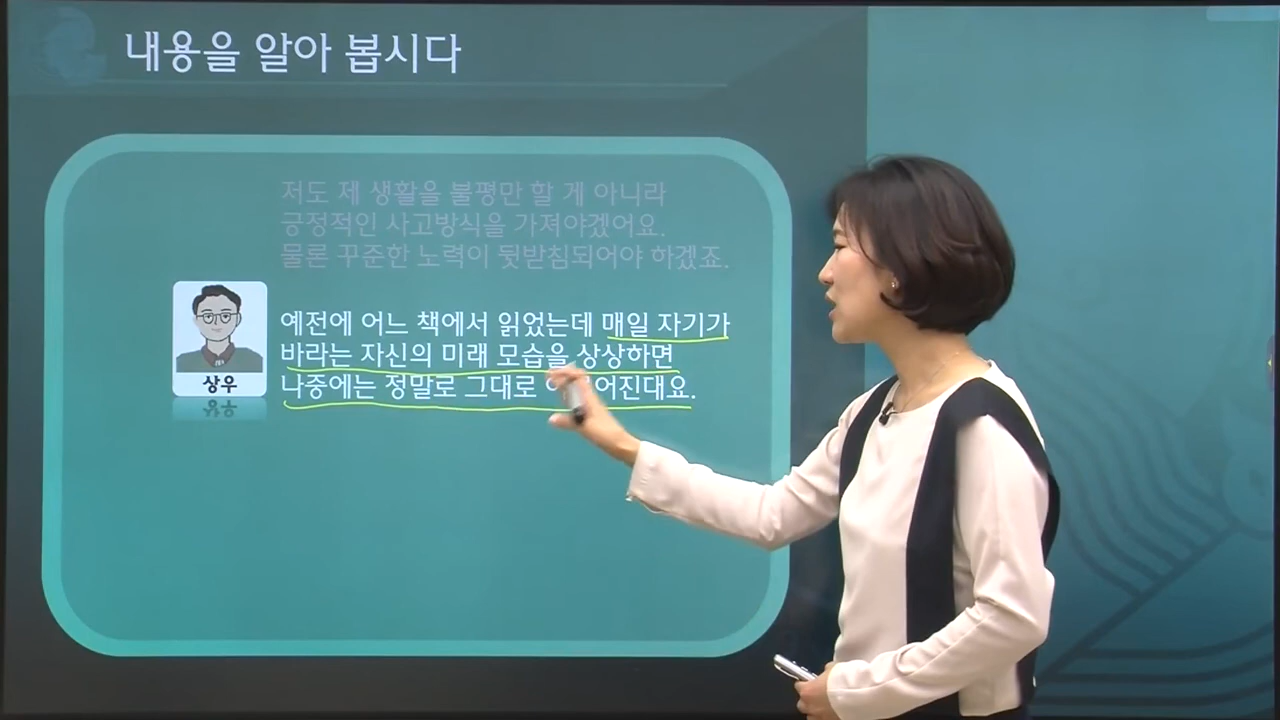 내용을 알아 봅시다
저도 제 생활을 불평만 할 게 아니라
긍정적인 사고방식을 가져야겠어요.
물론 꾸준한 노력이 뒷받침되어야 하겠죠.
예전에 어느 책에서 읽었는데 매일 자기가
바라는 자신의 미래 모습을 상상하면
나중에는 정말로 그대로
상우